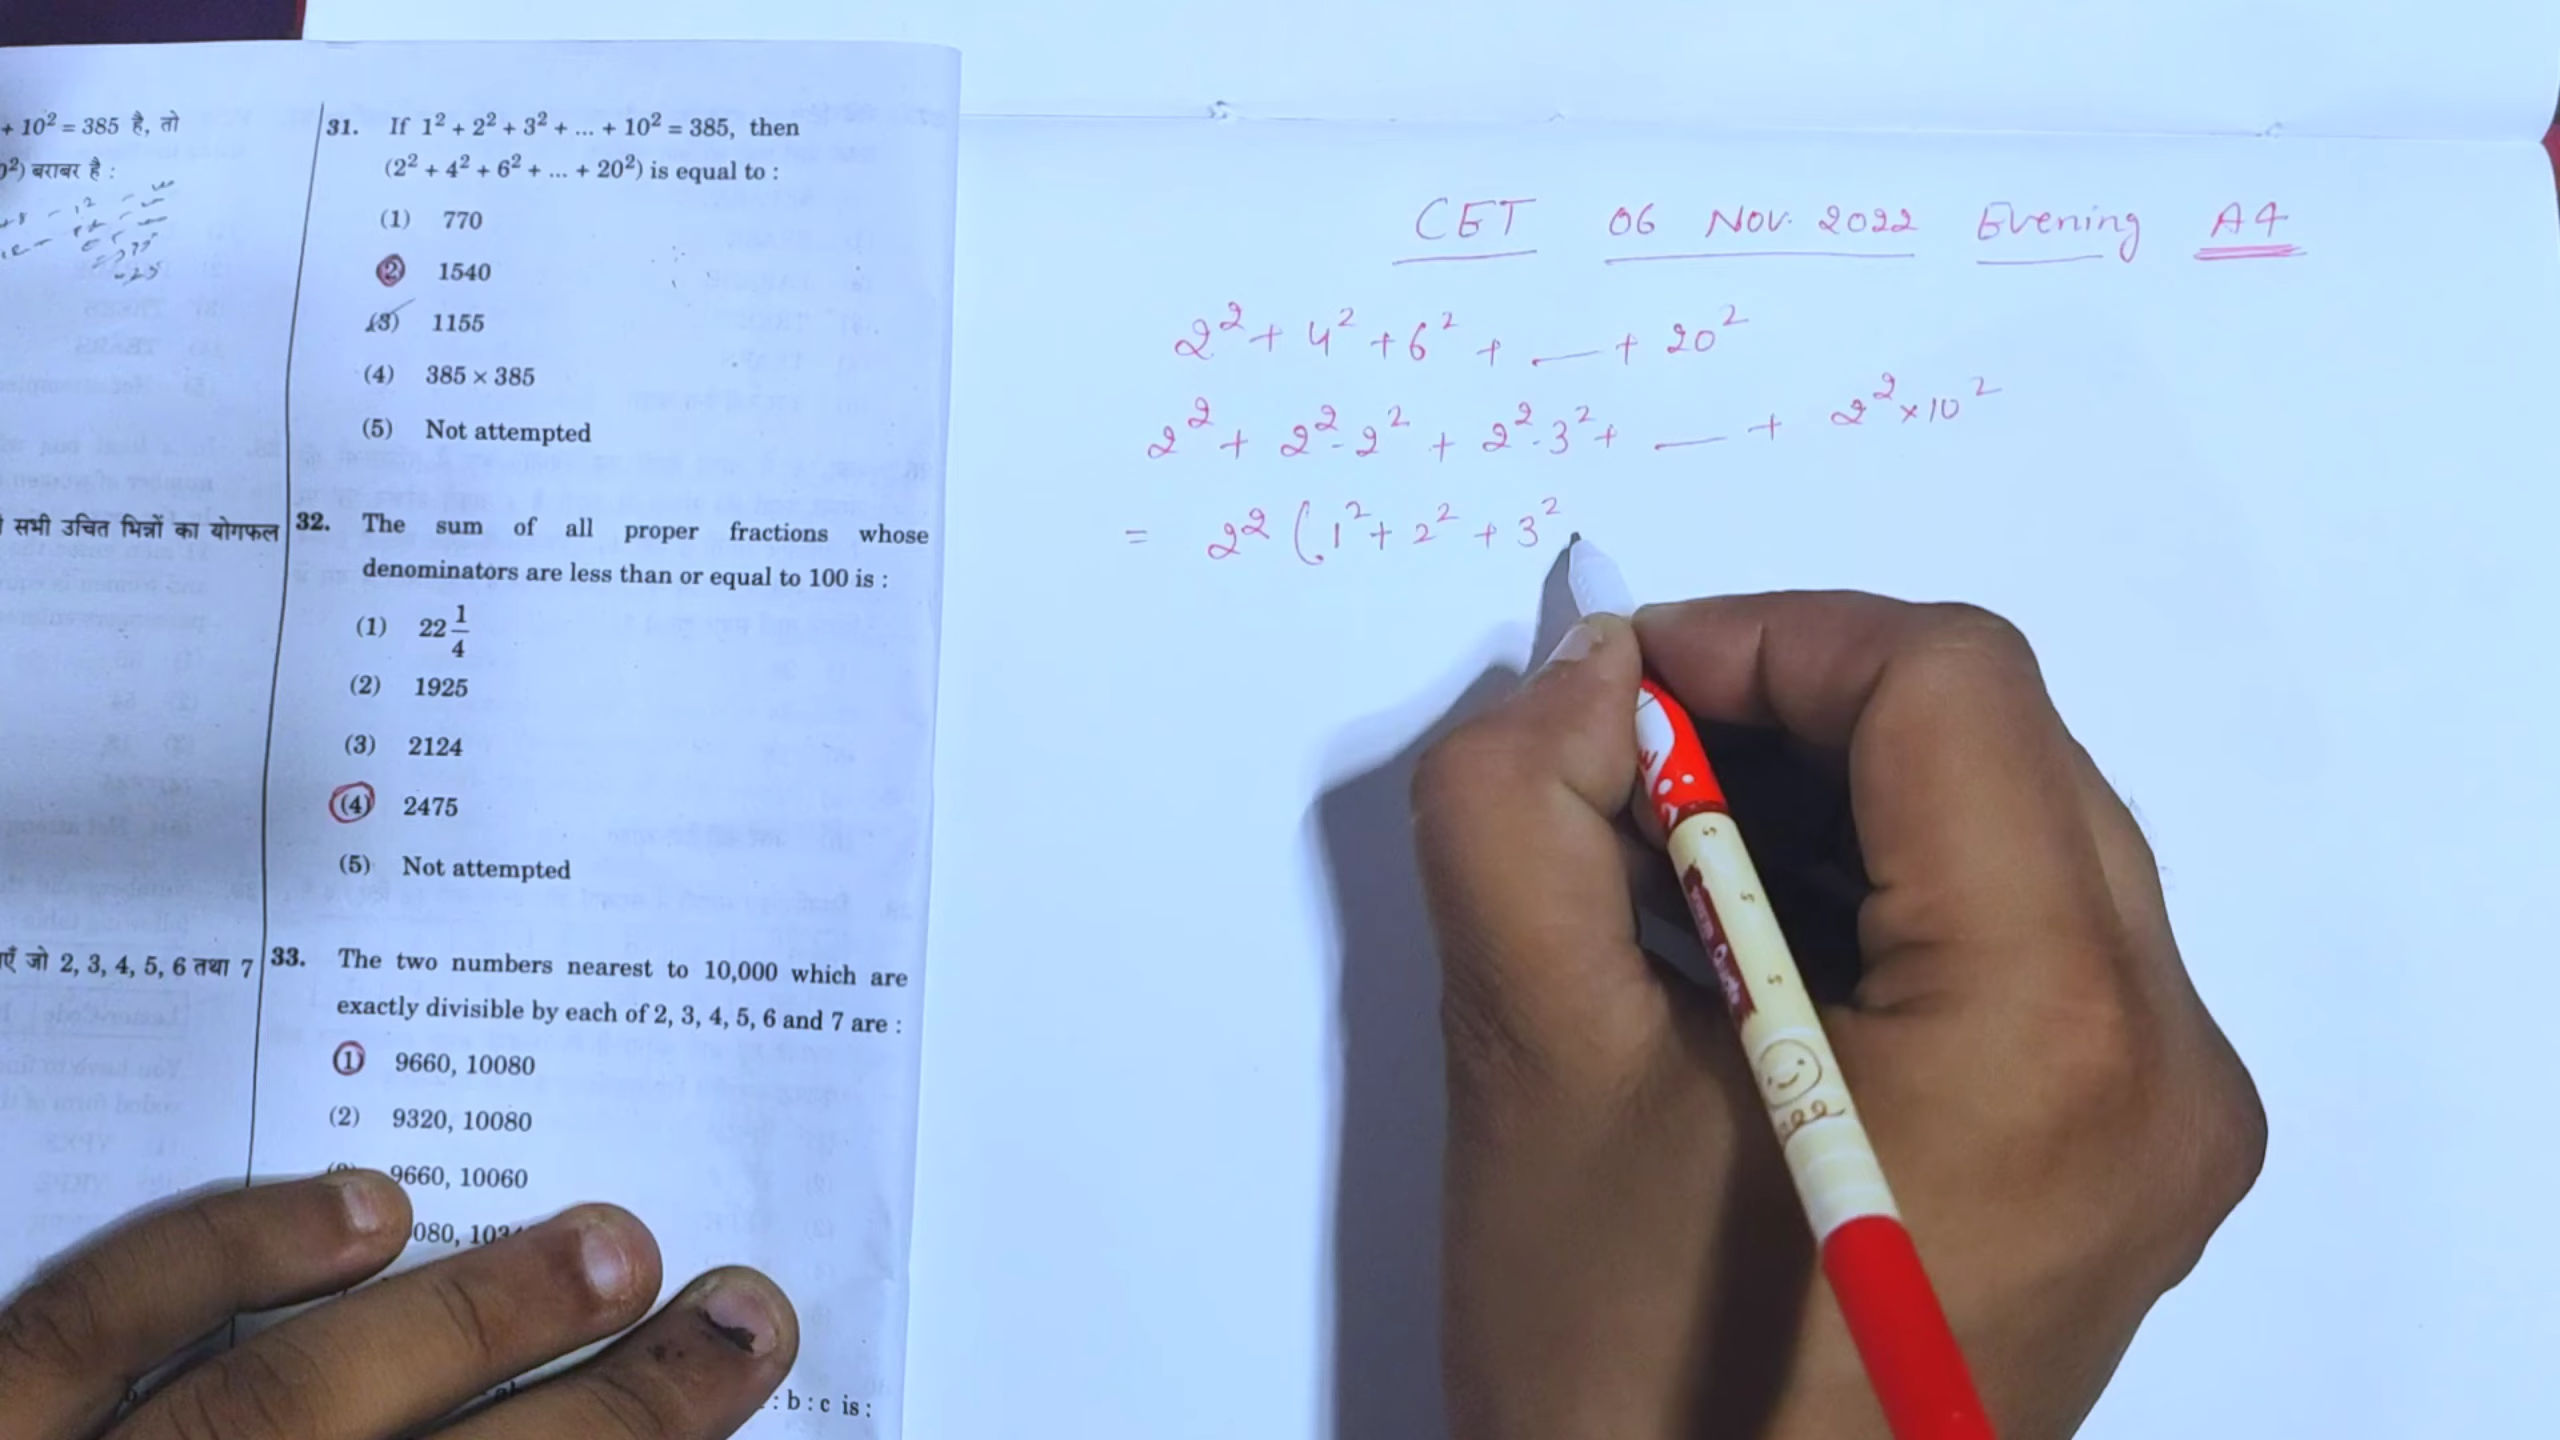 + 10² = 385 है, तो
0²) बराबर है :
सभी उचित भिन्नों का योगफल
जो 2, 3, 4, 5, 6 तथा 7
31. If 1² + 2² + 3² + ... + 10² = 385, then
(2² + 4² + 6² + ... + 20²) is equal to :
(1) 770
(2) 1540
(3) 1155
(4) 385 × 385
(5) Not attempted
32. The sum of all proper fractions whose
denominators are less than or equal to 100 is :
(1) 22 1/4
(2) 1925
(3) 2124
(4) 2475
(5) Not attempted
33. The two numbers nearest to 10,000 which are
exactly divisible by each of 2, 3, 4, 5, 6 and 7 are :
(1) 9660, 10080
(2) 9320, 10080
9660, 10060
080, 103
: b : c is :
CET 06 Nov. 2022 Evening A4
2² + 4² + 6² + — + 20²
2² + 2²·2² + 2²·3² + — + 2²×10²
= 2² (1² + 2² + 3²